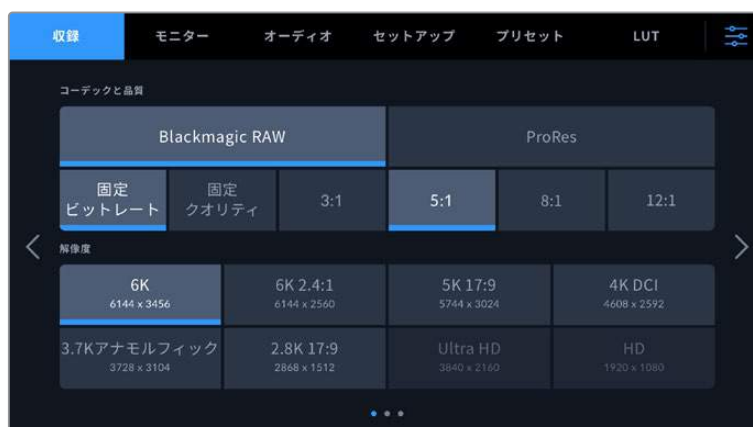 収録 モニター オーディオ セットアップ プリセット LUT
コーデックと品質
Blackmagic RAW ProRes
固定 固定
ビットレート クオリティ 3:1 5:1 8:1 12:1
解像度
6K 6K 2.4:1 5K 17:9 4K DCI
6144 x 3456 6144 x 2560 5744 x 3024 4608 x 2592
3.7Kアナモルフィック 2.8K 17:9 Ultra HD HD
3728 x 3104 2868 x 1512 3840 x 2160 1920 x 1080